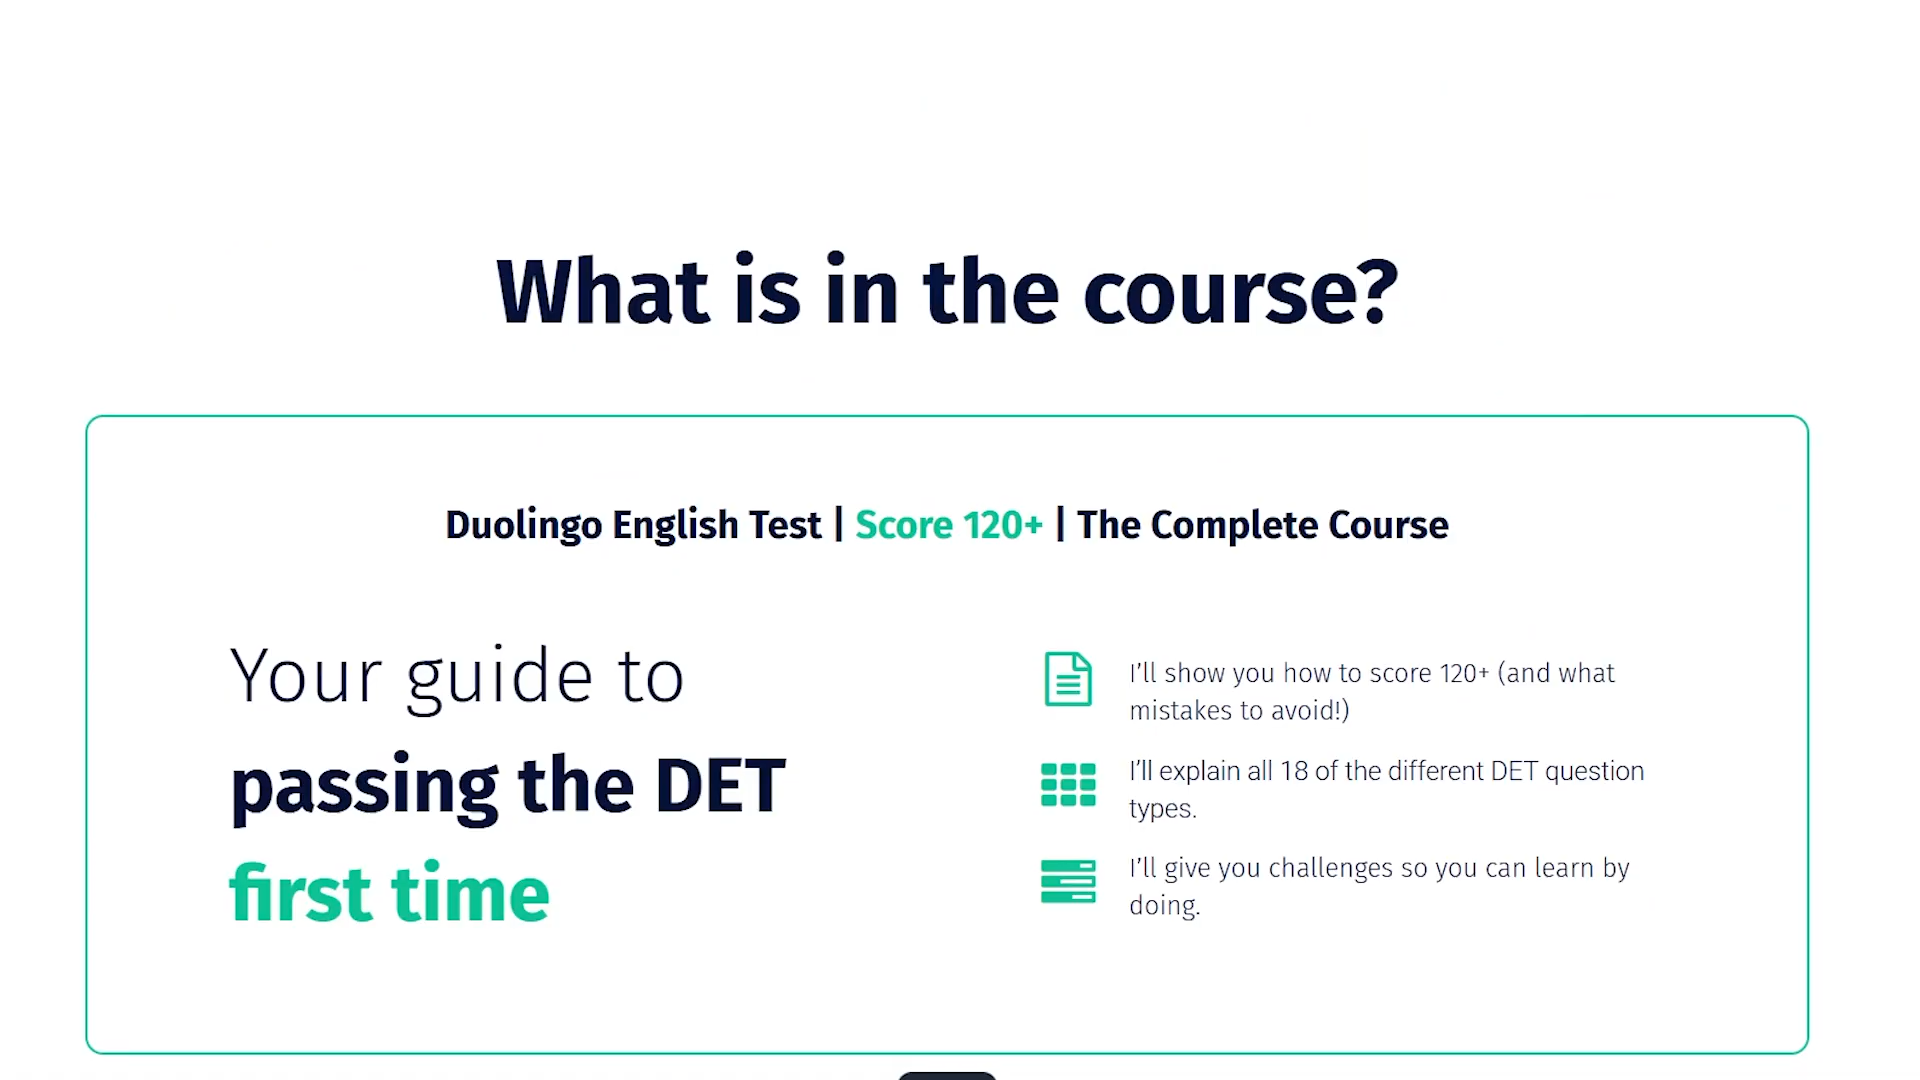 What is in the course?
Duolingo English Test | Score 120+ | The Complete Course
Your guide to
passing the DET
first time
I'll show you how to score 120+ (and what
mistakes to avoid!)
I'll explain all 18 of the different DET question
types.
I'll give you challenges so you can learn by
doing.